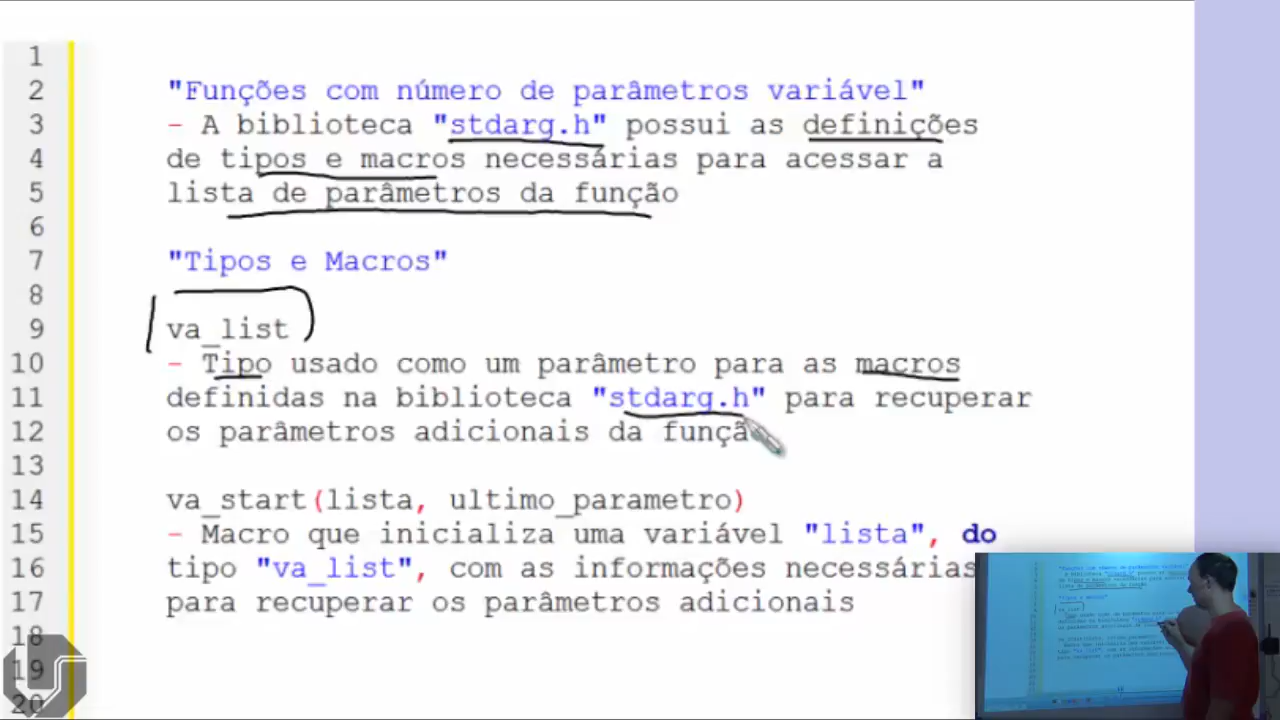 1
2 "Funções com número de parâmetros variável"
3 - A biblioteca "stdarg.h" possui as definições
4 de tipos e macros necessárias para acessar a
5 lista de parâmetros da função
6
7 "Tipos e Macros"
8
9 va_list
10 - Tipo usado como um parâmetro para as macros
11 definidas na biblioteca "stdarg.h" para recuperar
12 os parâmetros adicionais da funçã
13
14 va_start(lista, ultimo_parametro)
15 - Macro que inicializa uma variável "lista", do
16 tipo "va_list", com as informações necessárias
17 para recuperar os parâmetros adicionais
18
19
20